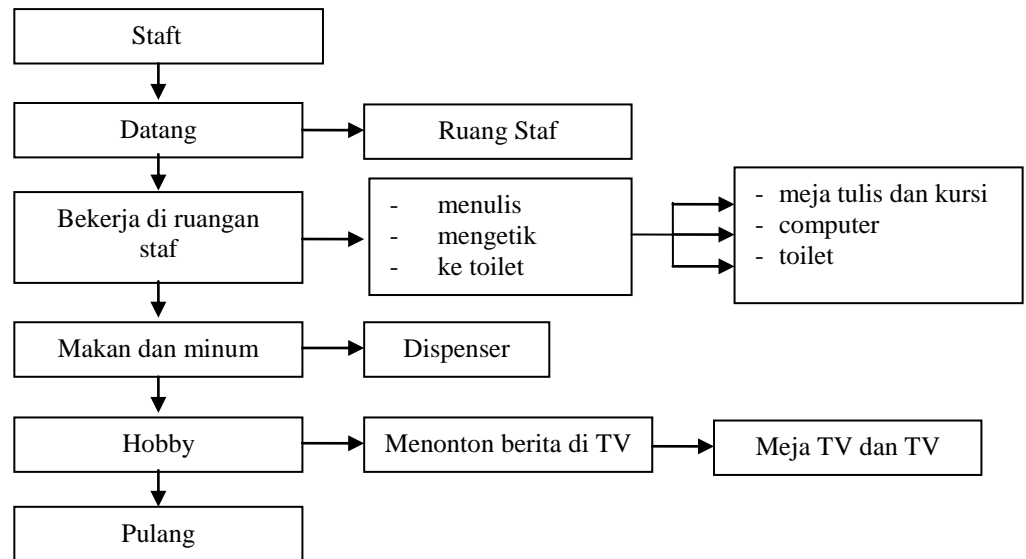 Staft
Datang
Ruang Staf
Bekerja di ruangan
staf
- menulis
- mengetik
- ke toilet
- meja tulis dan kursi
- computer
- toilet
Makan dan minum
Dispenser
Hobby
Menonton berita di TV
Meja TV dan TV
Pulang